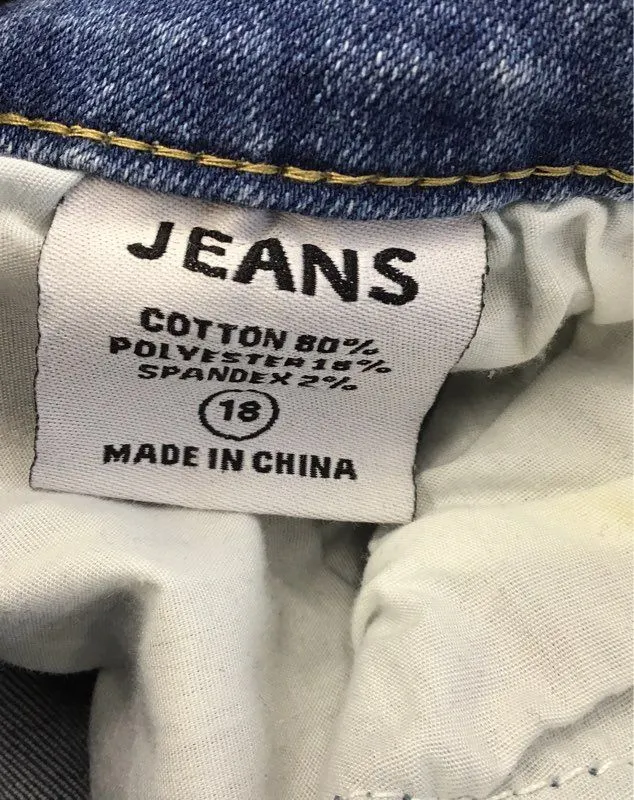 JEANS
COTTON 80%
POLYESTER 18%
SPANDEX 2%
18
MADE IN CHINA